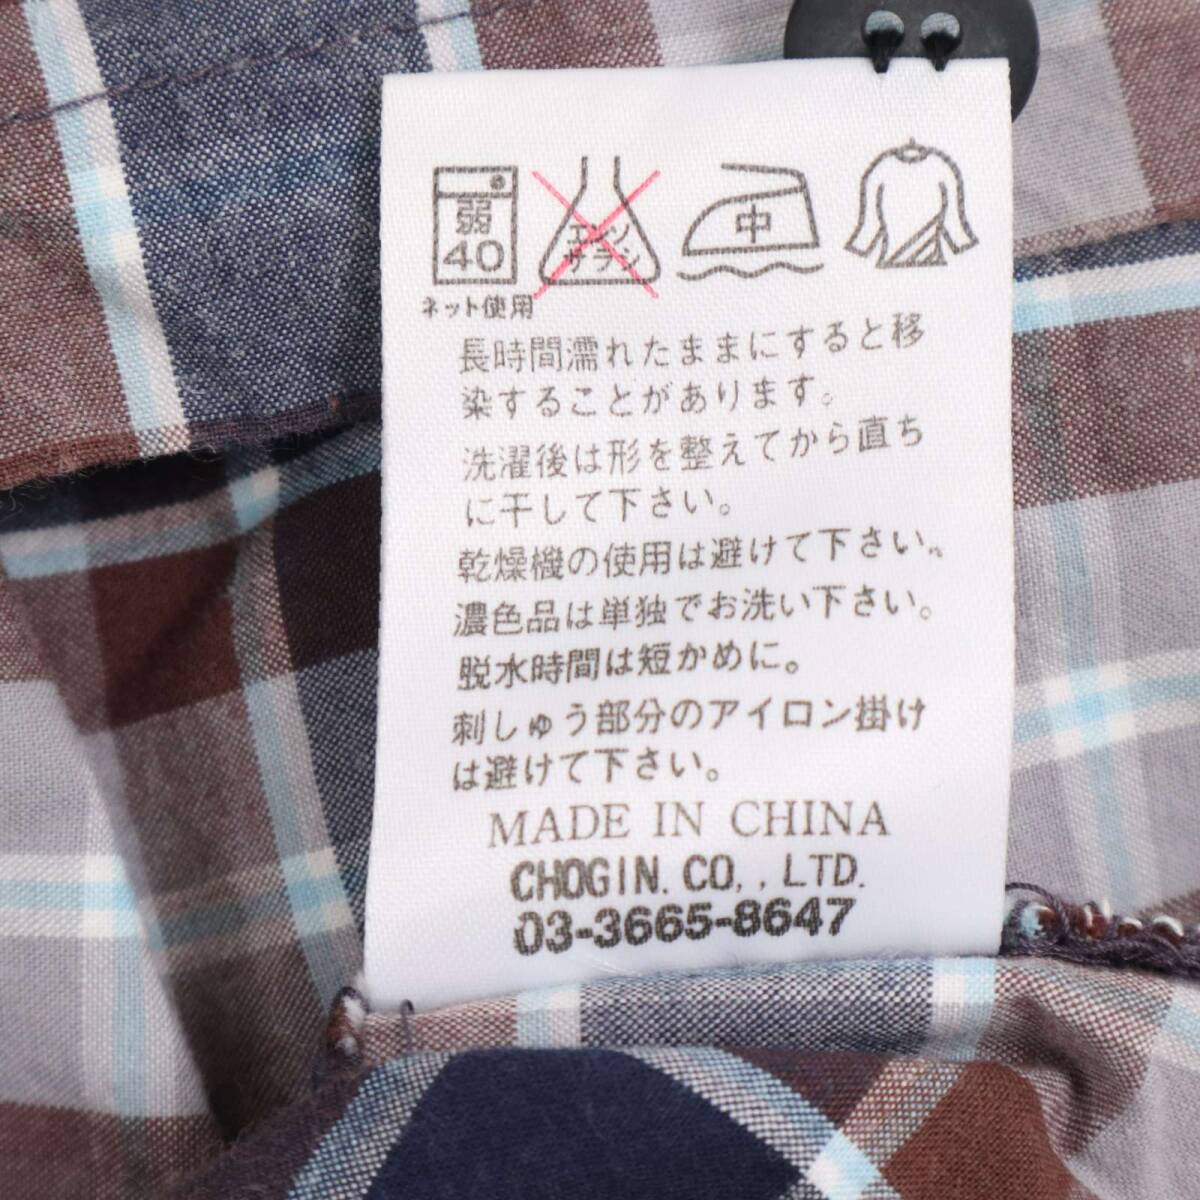 弱
40
エンソ
サラシ
中
ネット使用
長時間濡れたままにすると移
染することがあります。
洗濯後は形を整えてから直ち
に干して下さい。
乾燥機の使用は避けて下さい。
濃色品は単独でお洗い下さい。
脱水時間は短かめに。
刺しゅう部分のアイロン掛け
は避けて下さい。
MADE IN CHINA
CHOGIN. CO,., LTD.
03-3665-8647